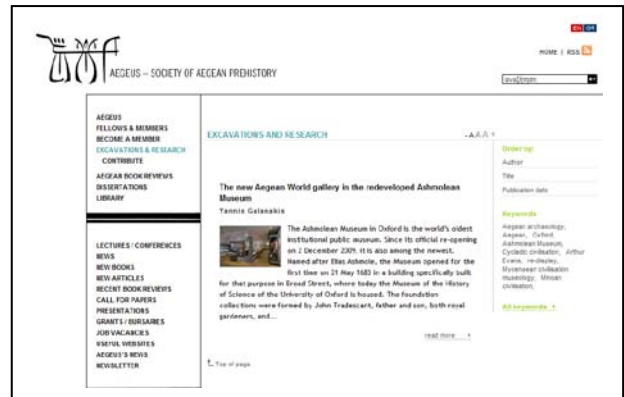 EN GR
HOME | RSS
AEGEUS – SOCIETY OF AEGEAN PREHISTORY
AEGEUS
FELLOWS & MEMBERS
BECOME A MEMBER
EXCAVATIONS & RESEARCH
CONTRIBUTE
AEGEAN BOOK REVIEWS
DISSERTATIONS
LIBRARY
LECTURES / CONFERENCES
NEWS
NEW BOOKS
NEW ARTICLES
RECENT BOOK REVIEWS
CALL FOR PAPERS
PRESENTATIONS
GRANTS / BURSARIES
JOB VACANCIES
USEFUL WEBSITES
AEGEUS'S NEWS
NEWSLETTER
EXCAVATIONS AND RESEARCH
- A A A +
The new Aegean World gallery in the redeveloped Ashmolean
Museum
Yannis Galanakis
The Ashmolean Museum in Oxford is the world's oldest
institutional public museum. Since its official re-opening
on 2 December 2009, it is also among the newest.
Named after Elias Ashmole, the Museum opened for the
first time on 21 May 1683 in a building specifically built
for that purpose in Broad Street, where today the Museum of the History
of Science of the University of Oxford is housed. The foundation
collections were formed by John Tradescant, father and son, both royal
gardeners, and...
read more
Top of page
Order by:
Author
Title
Publication date
Keywords
Aegean archaeology,
Aegean, Oxford,
Ashmolean Museum,
Cycladic civilisation, Arthur
Evans, re-display,
Mycenaean civilisation
museology, Minoan
civilisation,
All keywords +